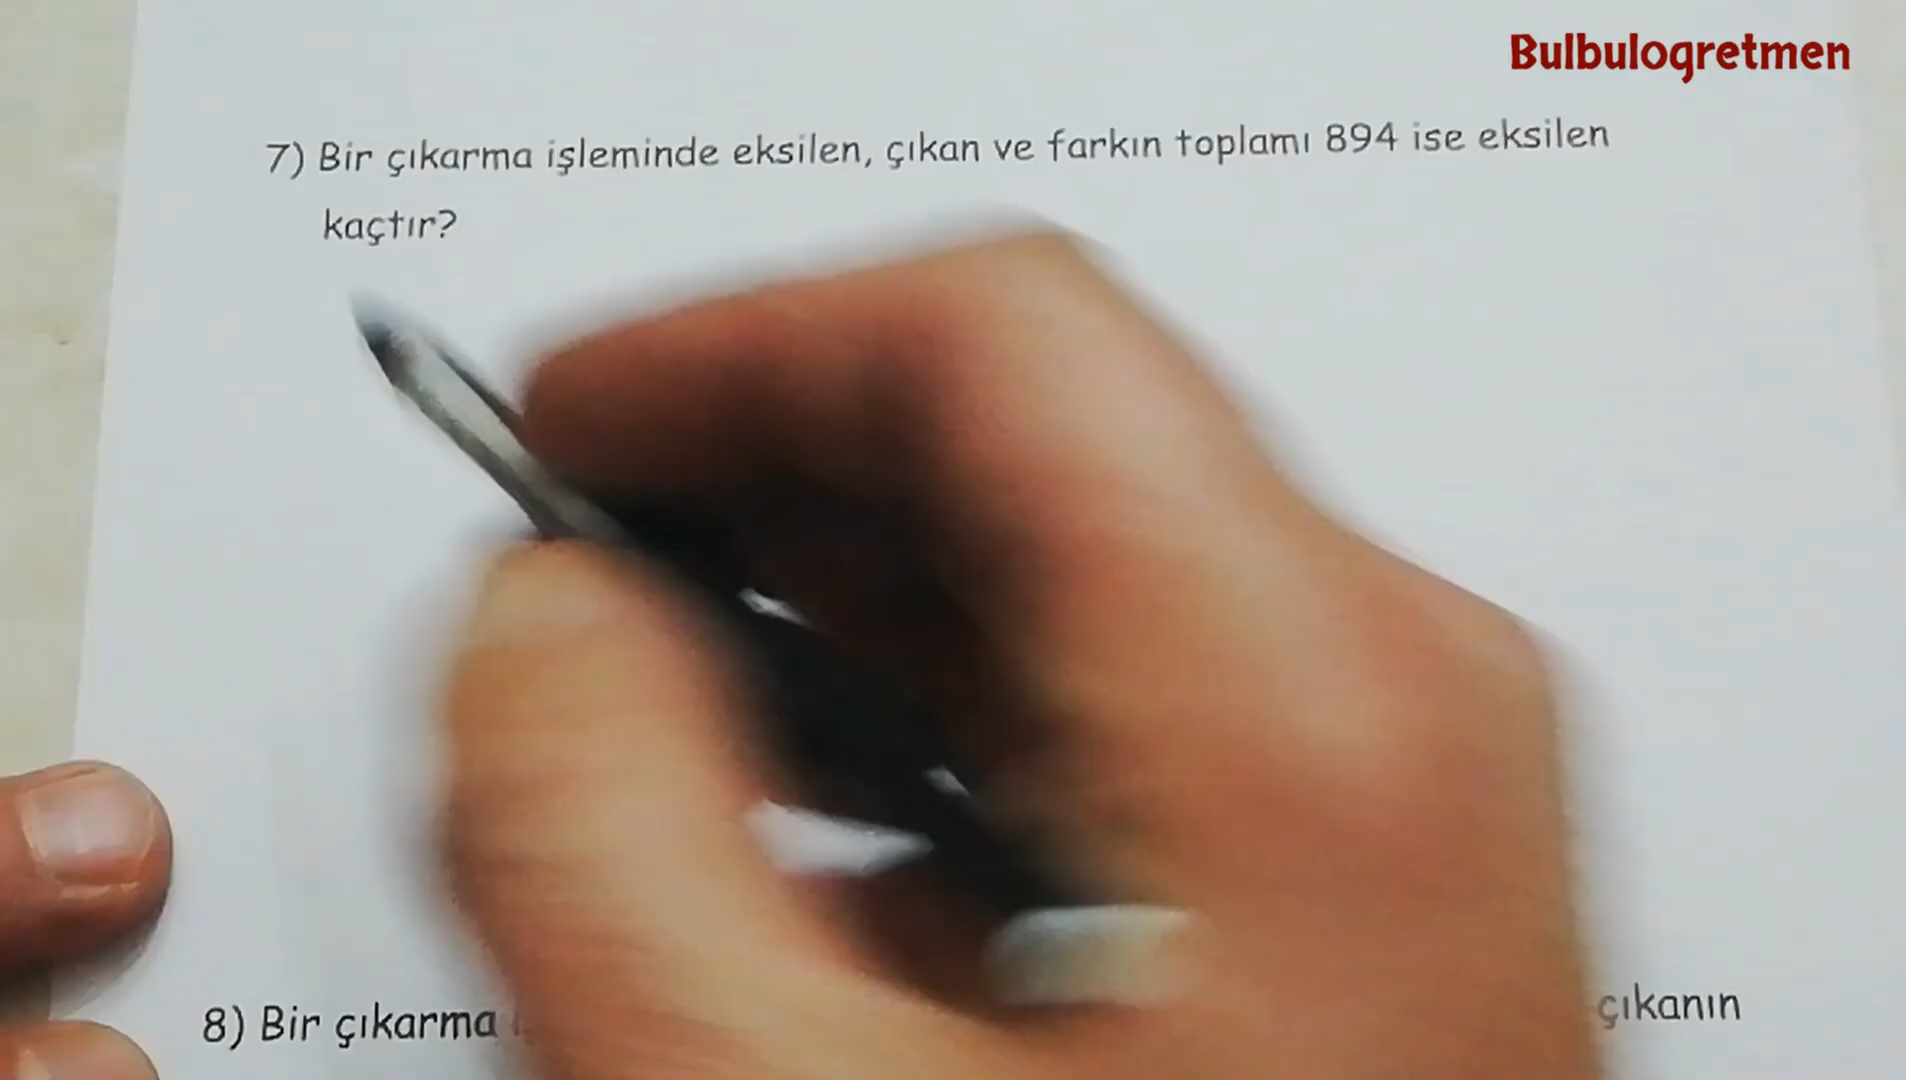 Bulbulogretmen
7) Bir çıkarma işleminde eksilen, çıkan ve farkın toplamı 894 ise eksilen
kaçtır?
8) Bir çıkarma çıkanın